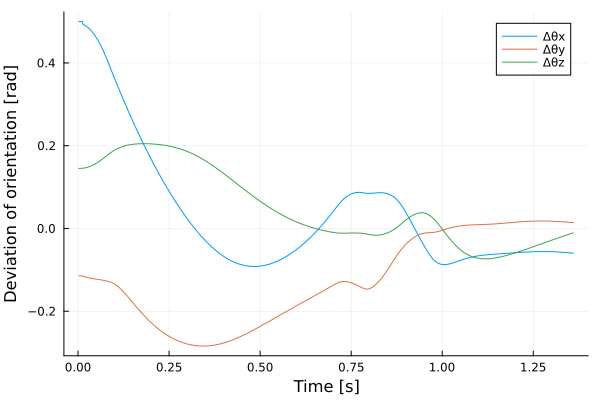 Deviation of orientation [rad]
0.4
0.2
0.0
−0.2
0.00 0.25 0.50 0.75 1.00 1.25
Time [s]
Δθx
Δθy
Δθz